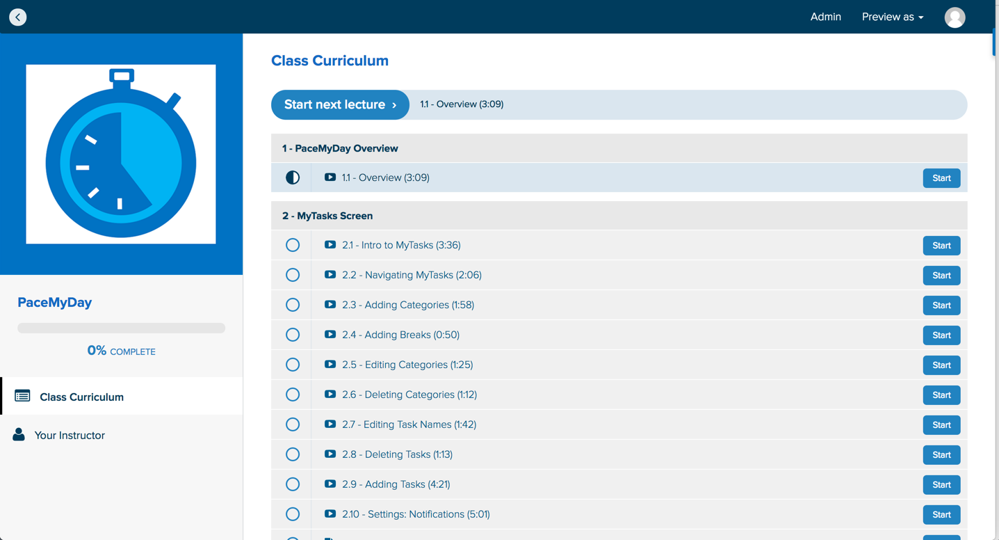 Admin Preview as
Class Curriculum
Start next lecture › 1.1 - Overview (3:09)
1 - PaceMyDay Overview
1.1 - Overview (3:09) Start
2 - MyTasks Screen
2.1 - Intro to MyTasks (3:36) Start
2.2 - Navigating MyTasks (2:06) Start
2.3 - Adding Categories (1:58) Start
2.4 - Adding Breaks (0:50) Start
2.5 - Editing Categories (1:25) Start
2.6 - Deleting Categories (1:12) Start
2.7 - Editing Task Names (1:42) Start
2.8 - Deleting Tasks (1:13) Start
2.9 - Adding Tasks (4:21) Start
2.10 - Settings: Notifications (5:01) Start
PaceMyDay
0% COMPLETE
Class Curriculum
Your Instructor